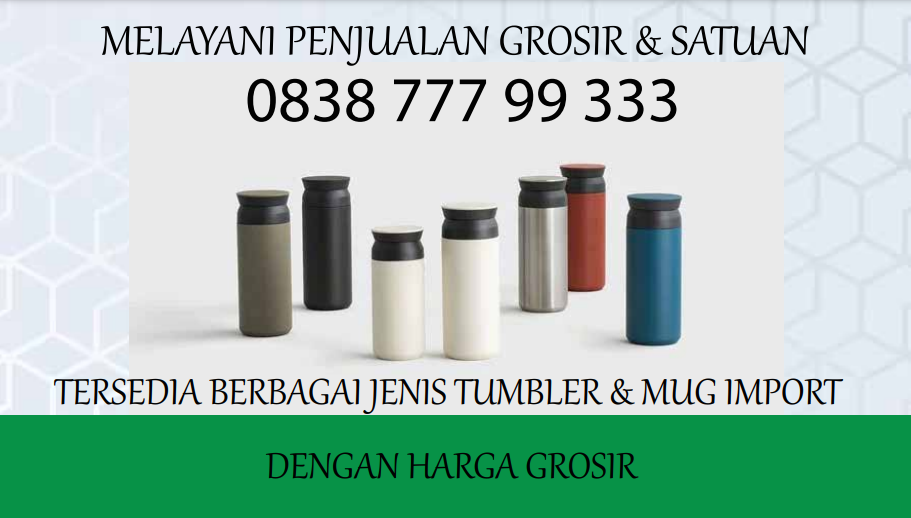 MELAYANI PENJUALAN GROSIR & SATUAN
0838 777 99 333
TERSEDIA BERBAGAI JENIS TUMBLER & MUG IMPORT
DENGAN HARGA GROSIR